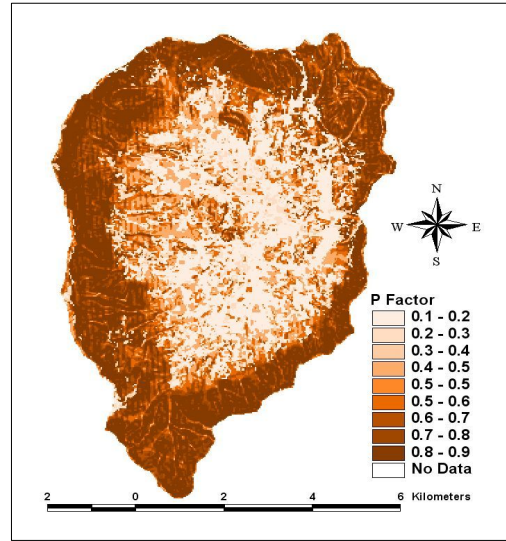 N
W E
S
P Factor
0.1 - 0.2
0.2 - 0.3
0.3 - 0.4
0.4 - 0.5
0.5 - 0.5
0.5 - 0.6
0.6 - 0.7
0.7 - 0.8
0.8 - 0.9
No Data
2 0 2 4 6 Kilometers